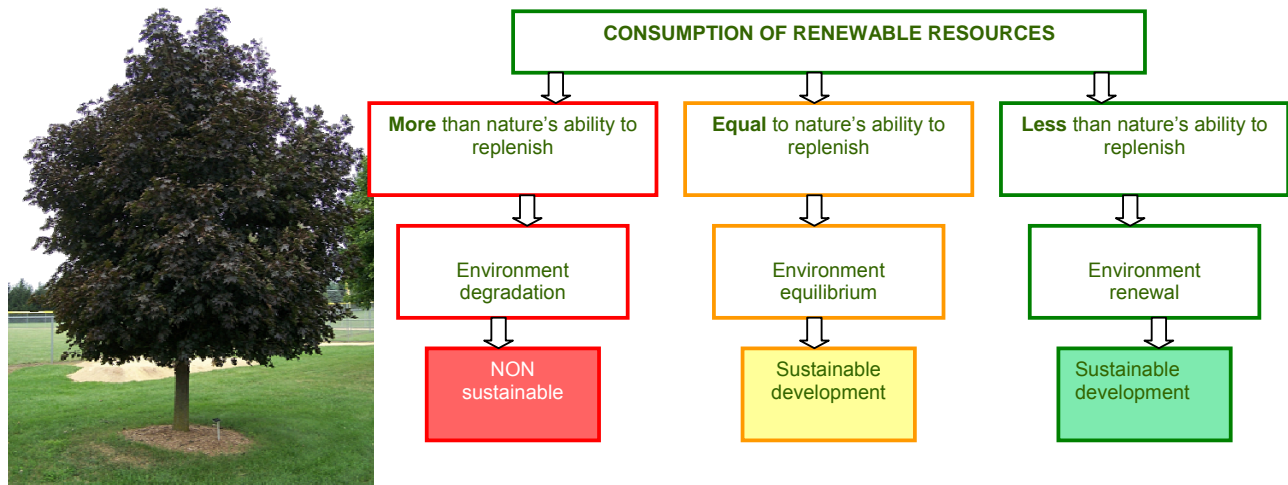 CONSUMPTION OF RENEWABLE RESOURCES
More than nature's ability to
replenish
Equal to nature's ability to
replenish
Less than nature's ability to
replenish
Environment
degradation
Environment
equilibrium
Environment
renewal
NON
sustainable
Sustainable
development
Sustainable
development